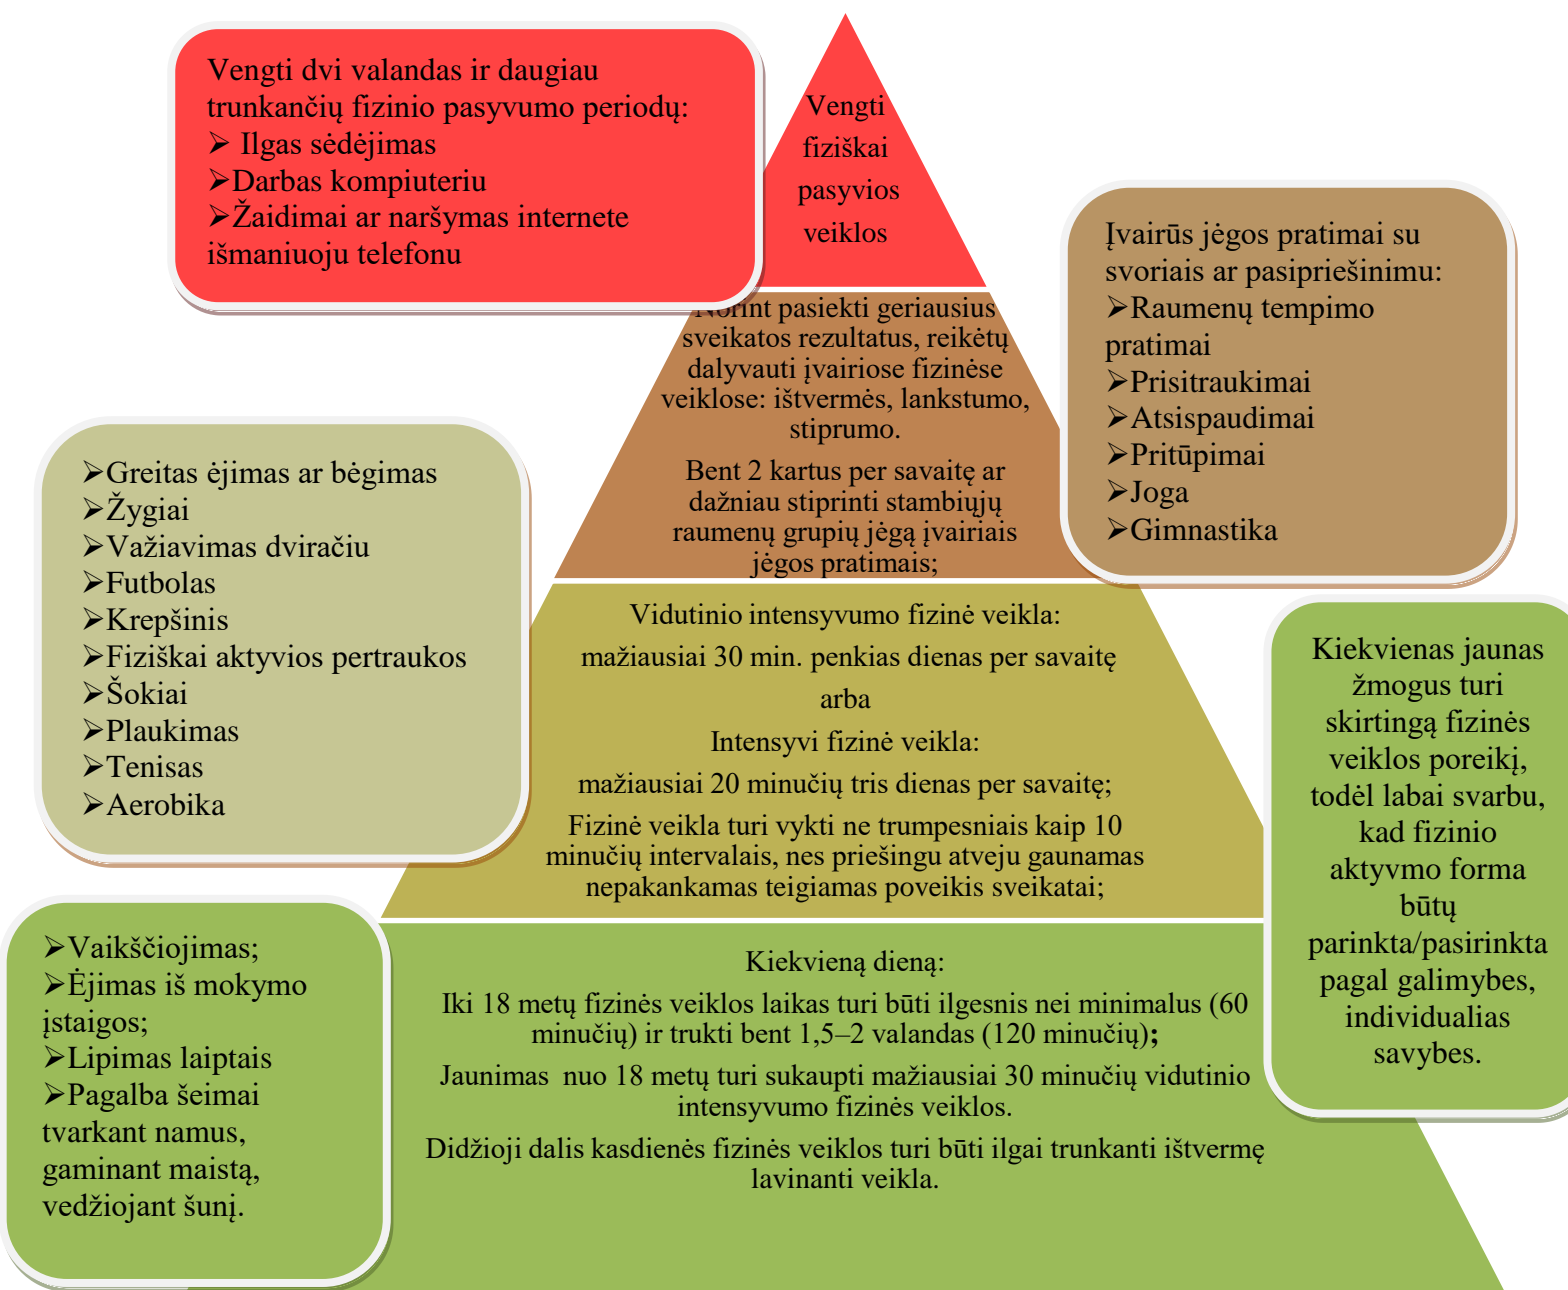 Vengti dvi valandas ir daugiau
trunkančių fizinio pasyvumo periodų:
➢ Ilgas sėdėjimas
➢Darbas kompiuteriu
➢Žaidimai ar naršymas internete
išmaniuoju telefonu
Vengti
fiziškai
pasyvios
veiklos
Įvairūs jėgos pratimai su
svoriais ar pasipriešinimu:
➢Raumenų tempimo
pratimai
➢Prisitraukimai
➢Atsispaudimai
➢Pritūpimai
➢Joga
➢Gimnastika
Norint pasiekti geriausius
sveikatos rezultatus, reikėtų
dalyvauti įvairiose fizinėse
veiklose: ištvermės, lankstumo,
stiprumo.
Bent 2 kartus per savaitę ar
dažniau stiprinti stambiųjų
raumenų grupių jėgą įvairiais
jėgos pratimais;
➢Greitas ėjimas ar bėgimas
➢Žygiai
➢Važiavimas dviračiu
➢Futbolas
➢Krepšinis
➢Fiziškai aktyvios pertraukos
➢Šokiai
➢Plaukimas
➢Tenisas
➢Aerobika
Vidutinio intensyvumo fizinė veikla:
mažiausiai 30 min. penkias dienas per savaitę
arba
Intensyvi fizinė veikla:
mažiausiai 20 minučių tris dienas per savaitę;
Fizinė veikla turi vykti ne trumpesniais kaip 10
minučių intervalais, nes priešingu atveju gaunamas
nepakankamas teigiamas poveikis sveikatai;
Kiekvienas jaunas
žmogus turi
skirtingą fizinės
veiklos poreikį,
todėl labai svarbu,
kad fizinio
aktyvmo forma
būtų
parinkta/pasirinkta
pagal galimybes,
individualias
savybes.
➢Vaikščiojimas;
➢Ėjimas iš mokymo
įstaigos;
➢Lipimas laiptais
➢Pagalba šeimai
tvarkant namus,
gaminant maistą,
vedžiojant šunį.
Kiekvieną dieną:
Iki 18 metų fizinės veiklos laikas turi būti ilgesnis nei minimalus (60
minučių) ir trukti bent 1,5–2 valandas (120 minučių);
Jaunimas  nuo 18 metų turi sukaupti mažiausiai 30 minučių vidutinio
intensyvumo fizinės veiklos.
Didžioji dalis kasdienės fizinės veiklos turi būti ilgai trunkanti ištvermę
lavinanti veikla.